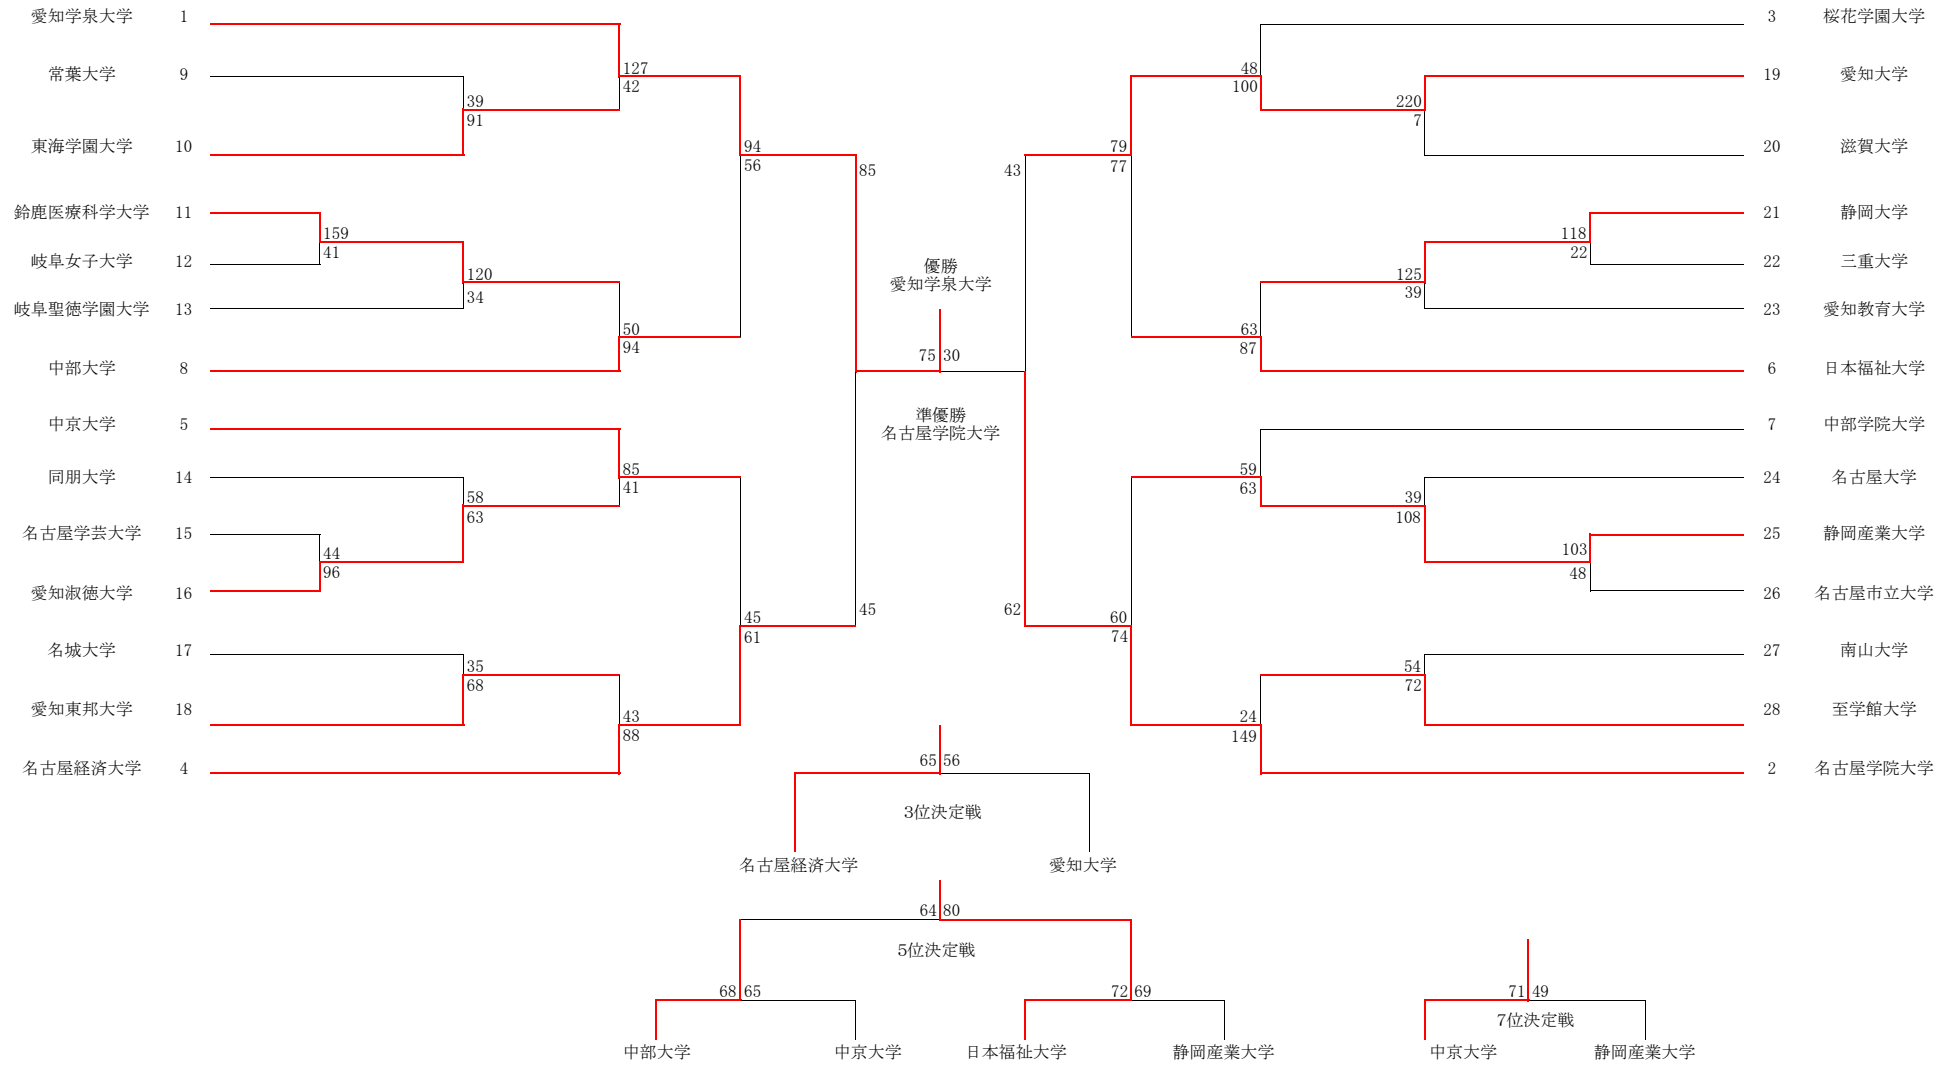 愛知学泉大学 1
常葉大学 9
東海学園大学 10
鈴鹿医療科学大学 11
岐阜女子大学 12
岐阜聖徳学園大学 13
中部大学 8
中京大学 5
同朋大学 14
名古屋学芸大学 15
愛知淑徳大学 16
名城大学 17
愛知東邦大学 18
名古屋経済大学 4
127
42
39
91
159
41
120
34
50
94
94
56
85
41
58
63
44
96
35
68
43
88
45
61
85
45
優勝
愛知学泉大学
75 30
準優勝
名古屋学院大学
43
62
79
77
48
100
220
7
118
22
125
39
63
87
59
63
39
108
103
48
60
74
54
72
24
149
3 桜花学園大学
19 愛知大学
20 滋賀大学
21 静岡大学
22 三重大学
23 愛知教育大学
6 日本福祉大学
7 中部学院大学
24 名古屋大学
25 静岡産業大学
26 名古屋市立大学
27 南山大学
28 至学館大学
2 名古屋学院大学
65 56
3位決定戦
名古屋経済大学 愛知大学
64 80
5位決定戦
68 65 72 69
中部大学 中京大学 日本福祉大学 静岡産業大学
71 49
7位決定戦
中京大学 静岡産業大学